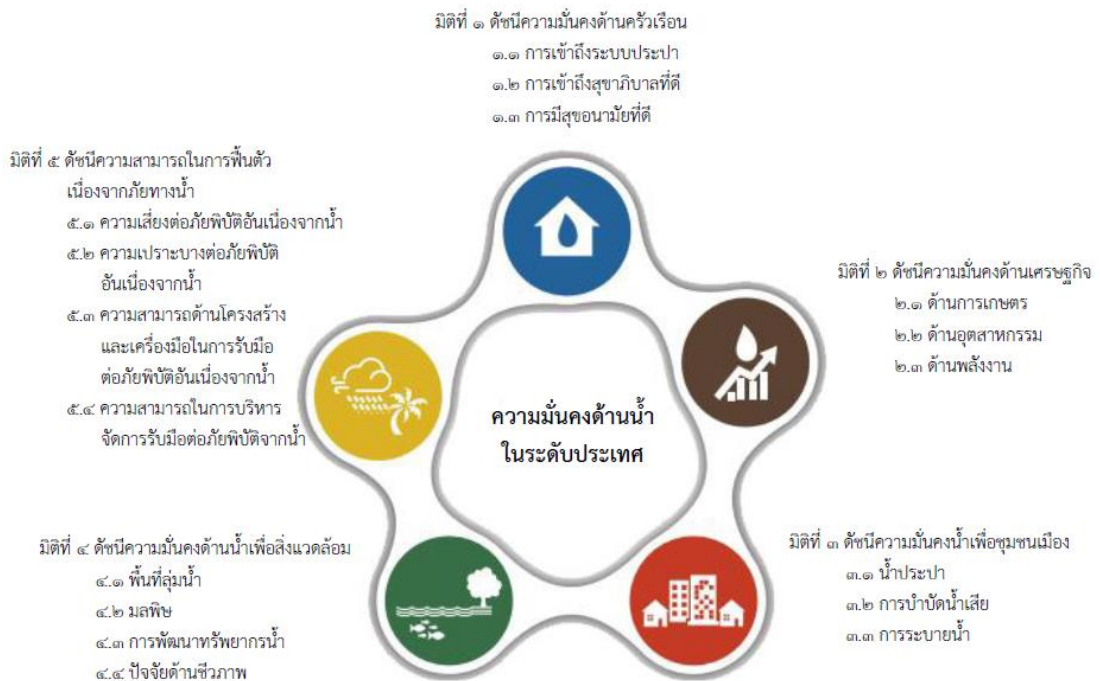 มิติที่ ๑ ดัชนีความมั่นคงด้านครัวเรือน
๑.๑ การเข้าถึงระบบประปา
๑.๒ การเข้าถึงสุขาภิบาลที่ดี
๑.๓ การมีสุขอนามัยที่ดี
มิติที่ ๒ ดัชนีความมั่นคงด้านเศรษฐกิจ
๒.๑ ด้านการเกษตร
๒.๒ ด้านอุตสาหกรรม
๒.๓ ด้านพลังงาน
มิติที่ ๓ ดัชนีความมั่นคงน้ำเพื่อชุมชนเมือง
๓.๑ น้ำประปา
๓.๒ การบำบัดน้ำเสีย
๓.๓ การระบายน้ำ
มิติที่ ๔ ดัชนีความมั่นคงด้านน้ำเพื่อสิ่งแวดล้อม
๔.๑ พื้นที่ลุ่มน้ำ
๔.๒ มลพิษ
๔.๓ การพัฒนาทรัพยากรน้ำ
๔.๔ ปัจจัยด้านชีวภาพ
มิติที่ ๕ ดัชนีความสามารถในการฟื้นตัว
เนื่องจากภัยทางน้ำ
๕.๑ ความเสี่ยงต่อภัยพิบัติอันเนื่องจากน้ำ
๕.๒ ความเปราะบางต่อภัยพิบัติ
อันเนื่องจากน้ำ
๕.๓ ความสามารถด้านโครงสร้าง
และเครื่องมือในการรับมือ
ต่อภัยพิบัติอันเนื่องจากน้ำ
๕.๔ ความสามารถในการบริหาร
จัดการรับมือต่อภัยพิบัติจากน้ำ
ความมั่นคงด้านน้ำ
ในระดับประเทศ